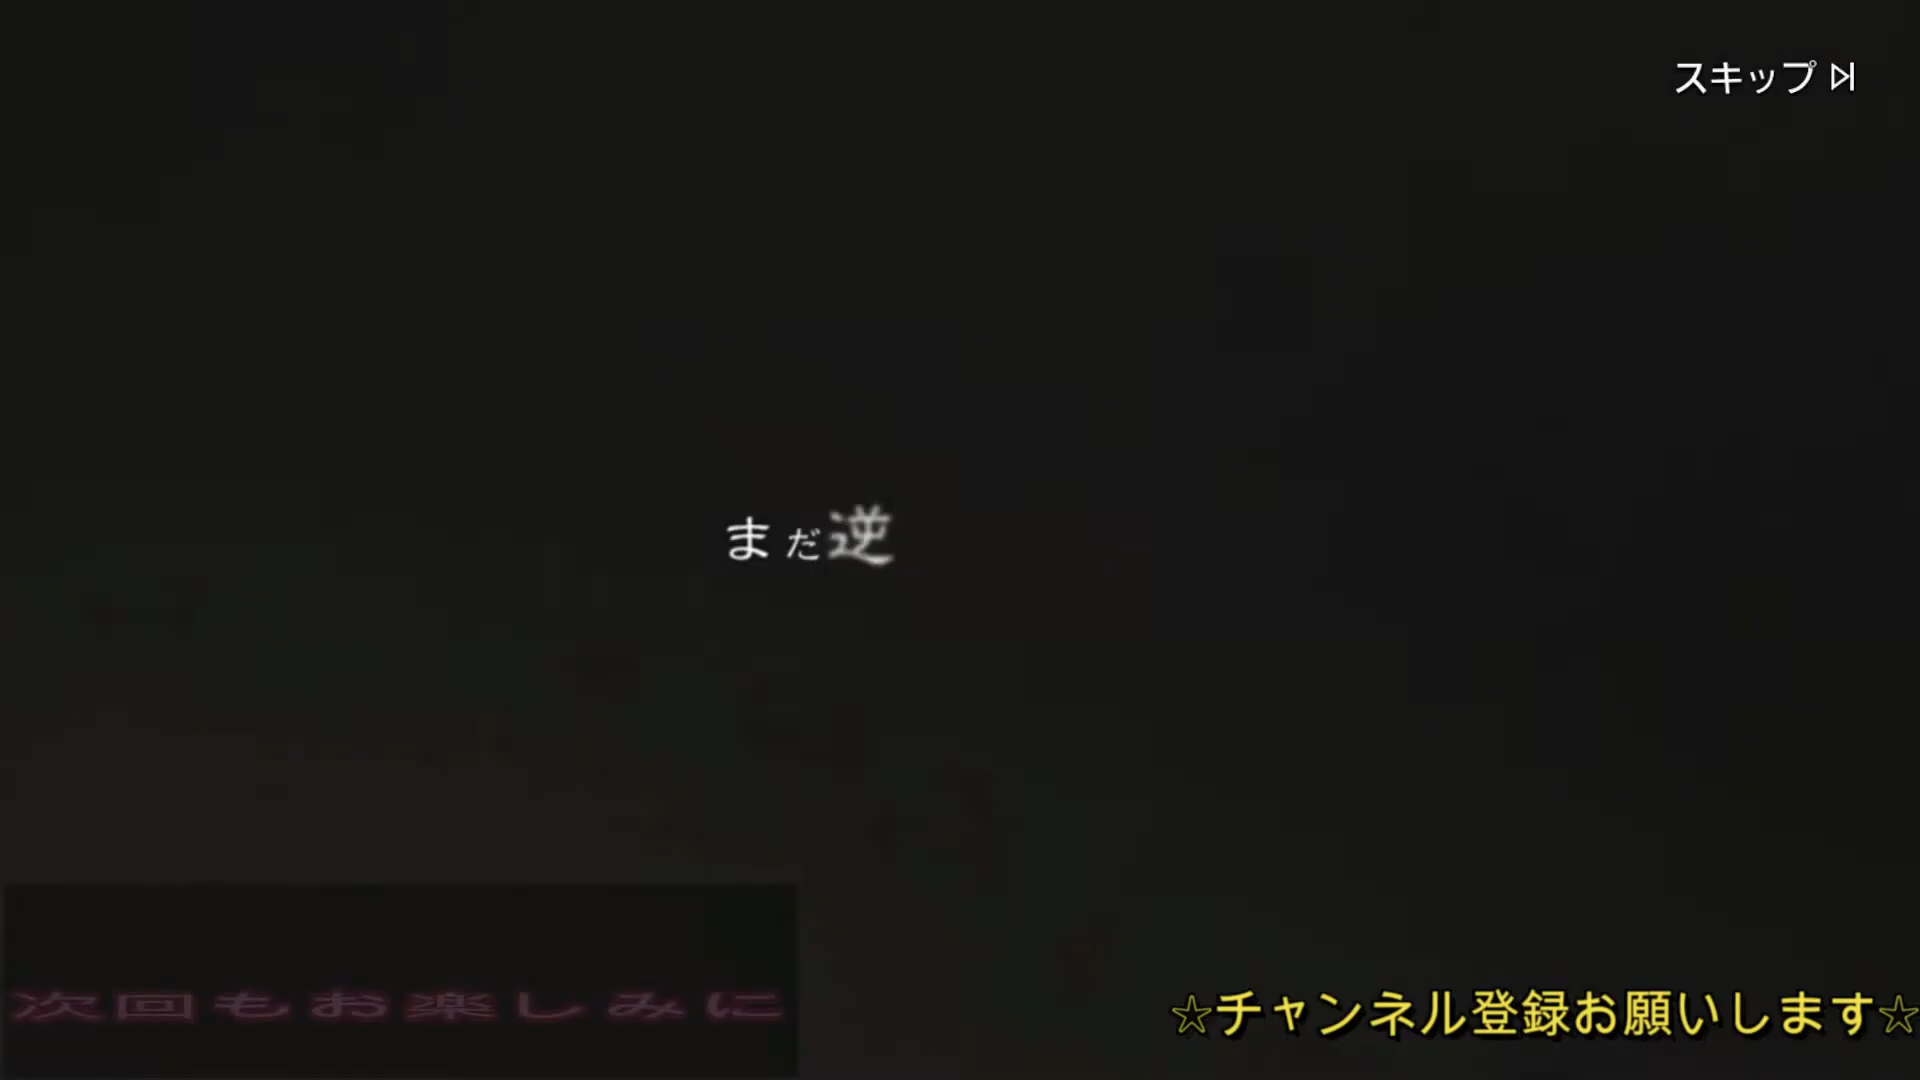 スキップ
まだ逆
次回もお楽しみに
☆チャンネル登録お願いします☆